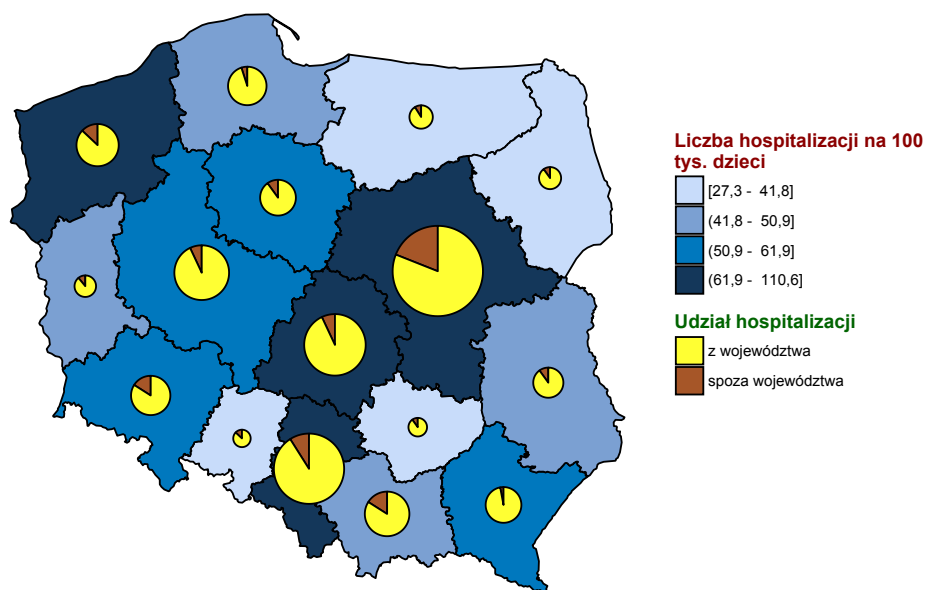 Liczba hospitalizacji na 100
tys. dzieci
[27,3 - 41,8]
(41,8 - 50,9]
(50,9 - 61,9]
(61,9 - 110,6]
Udział hospitalizacji
z województwa
spoza województwa